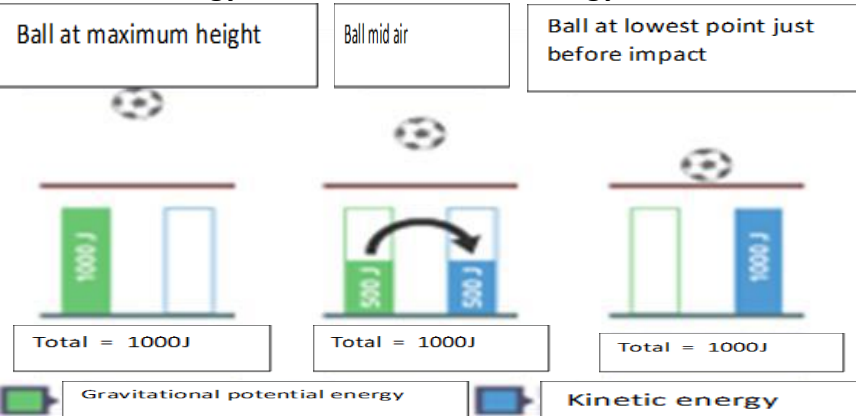 Ball at maximum height
Ball mid air
Ball at lowest point just
before impact
1000 J
500 J
500 J
1000 J
Total = 1000J
Total = 1000J
Total = 1000J
Gravitational potential energy
Kinetic energy